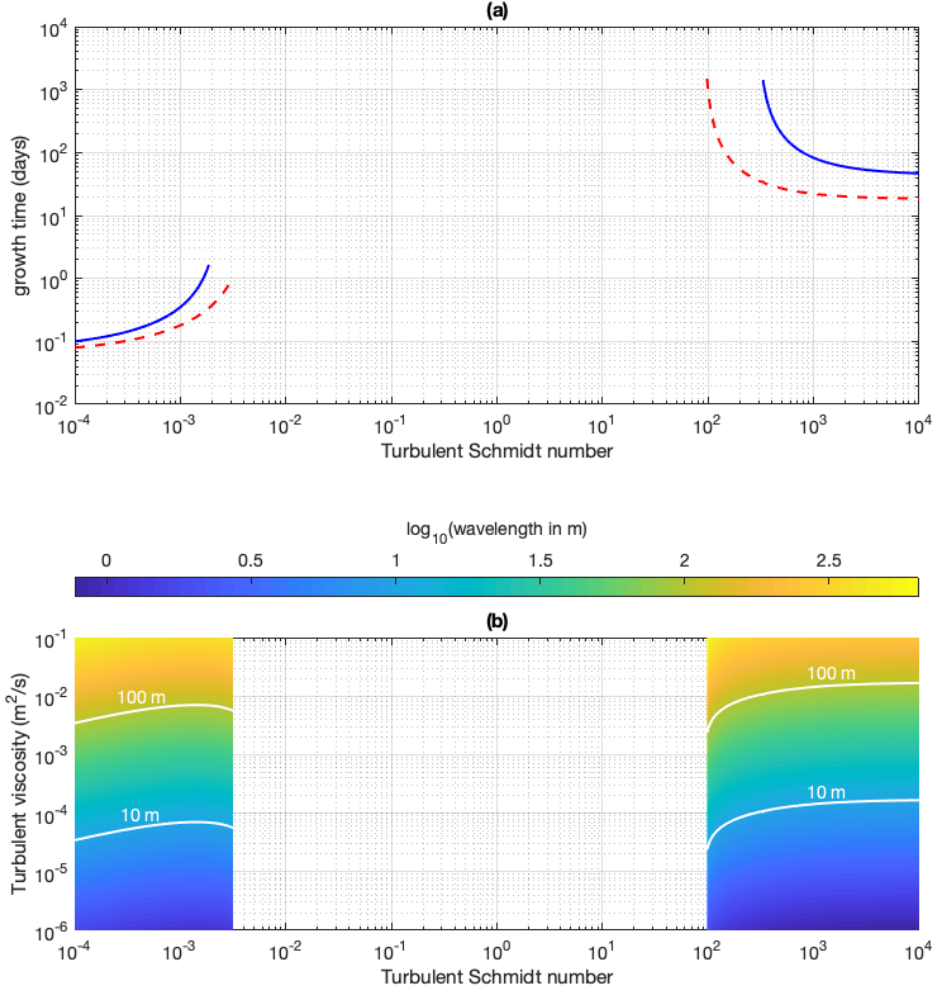 (a)
growth time (days)
10^4
10^3
10^2
10^1
10^0
10^-1
10^-2
10^-4 10^-3 10^-2 10^-1 10^0 10^1 10^2 10^3 10^4
Turbulent Schmidt number
log_10(wavelength in m)
0 0.5 1 1.5 2 2.5
(b)
Turbulent viscosity (m^2/s)
10^-1
10^-2
10^-3
10^-4
10^-5
10^-6
100 m 100 m
10 m 10 m
10^-4 10^-3 10^-2 10^-1 10^0 10^1 10^2 10^3 10^4
Turbulent Schmidt number